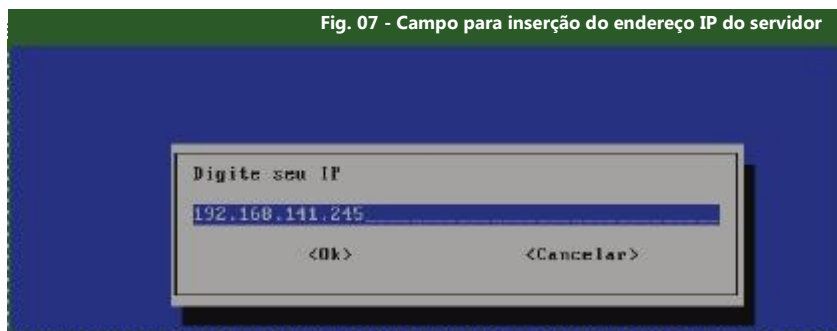 Fig. 07 - Campo para inserção do endereço IP do servidor
Digite seu IP
192.168.141.245
<Ok> <Cancelar>